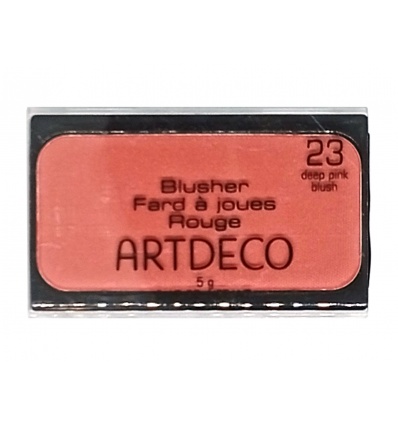 23
deep pink
blush
Blusher
Fard à joues
Rouge
ARTDECO
5 g